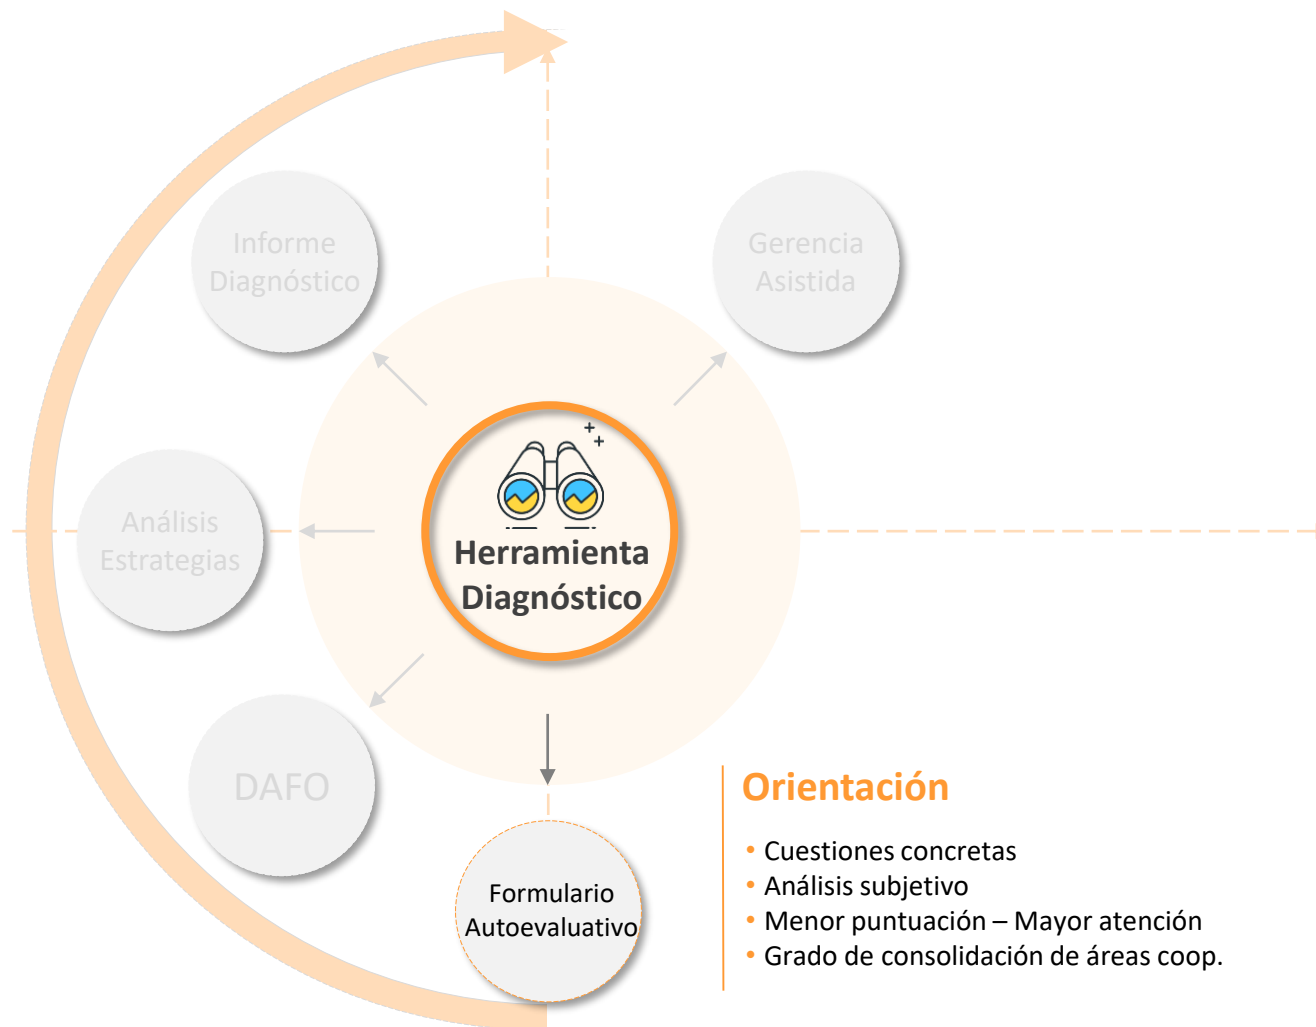 Informe
Diagnóstico
Gerencia
Asistida
Análisis
Estrategias
Herramienta
Diagnóstico
DAFO
Formulario
Autoevaluativo
Orientación
• Cuestiones concretas
• Análisis subjetivo
• Menor puntuación – Mayor atención
• Grado de consolidación de áreas coop.